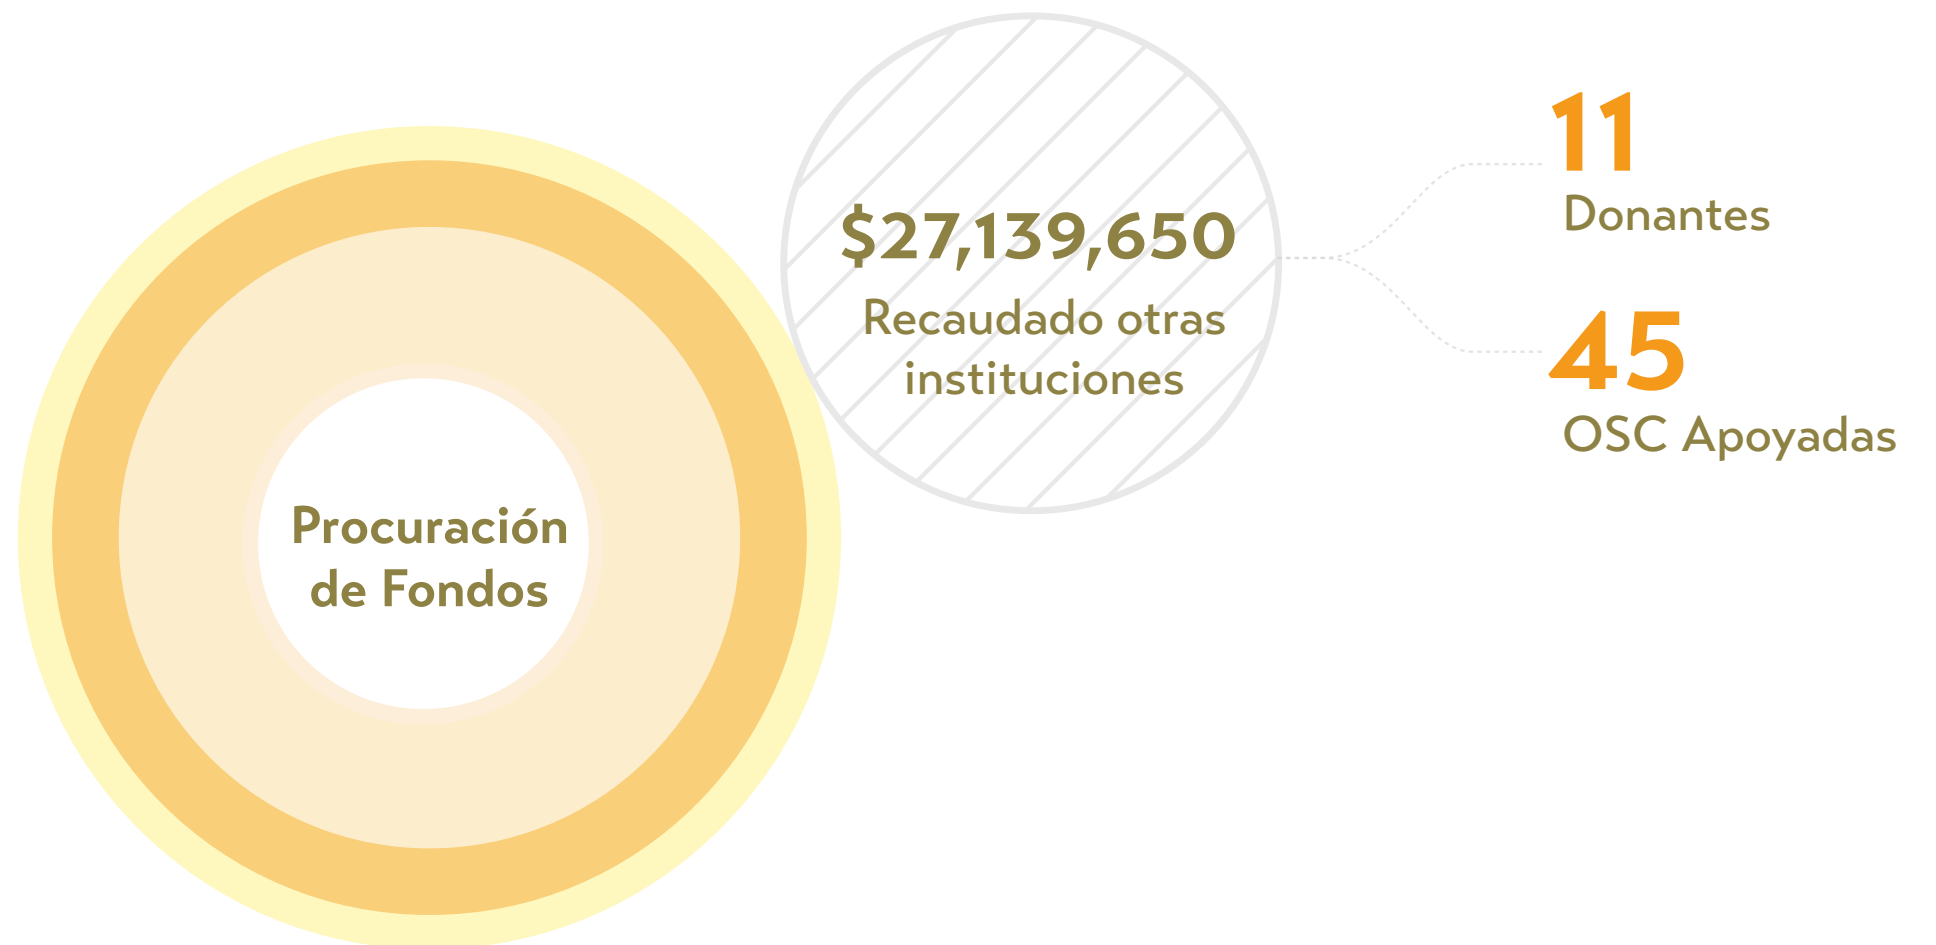 Procuración
de Fondos
$27,139,650
Recaudado otras
instituciones
11
Donantes
45
OSC Apoyadas